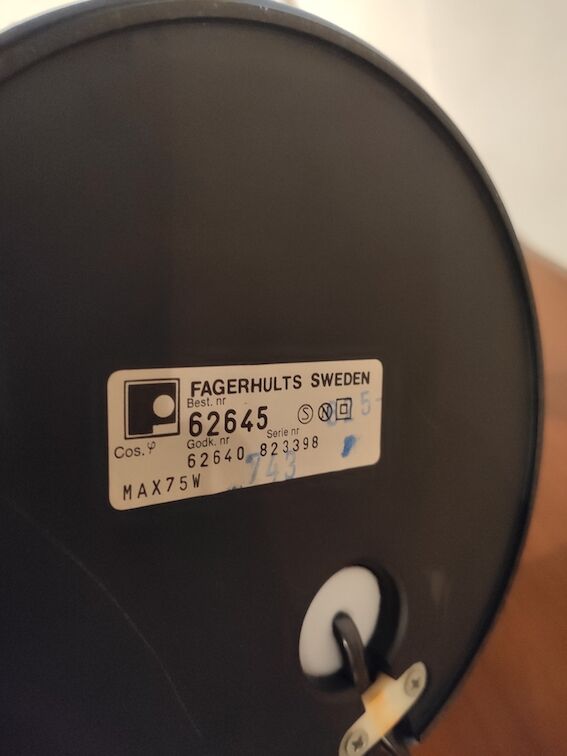 FAGERHULTS SWEDEN
Best. nr
62645 Ⓢ Ⓝ
Godk. nr Serie nr
Cos. φ
62640 823398
743
MAX75W